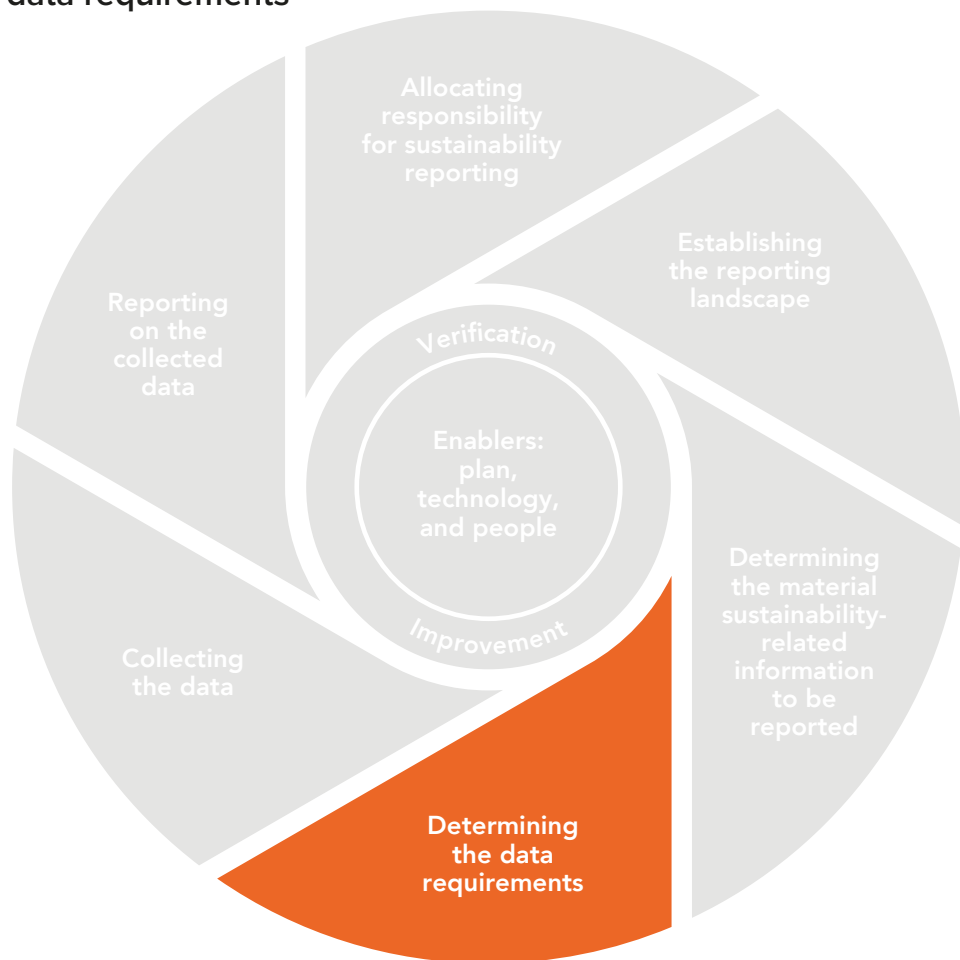 data requirements
Allocating
responsibility
for sustainability
reporting
Establishing
the reporting
landscape
Reporting
on the
collected
data
Verification
Enablers:
plan,
technology,
and people
Improvement
Determining
the material
sustainability-
related
information
to be
reported
Collecting
the data
Determining
the data
requirements